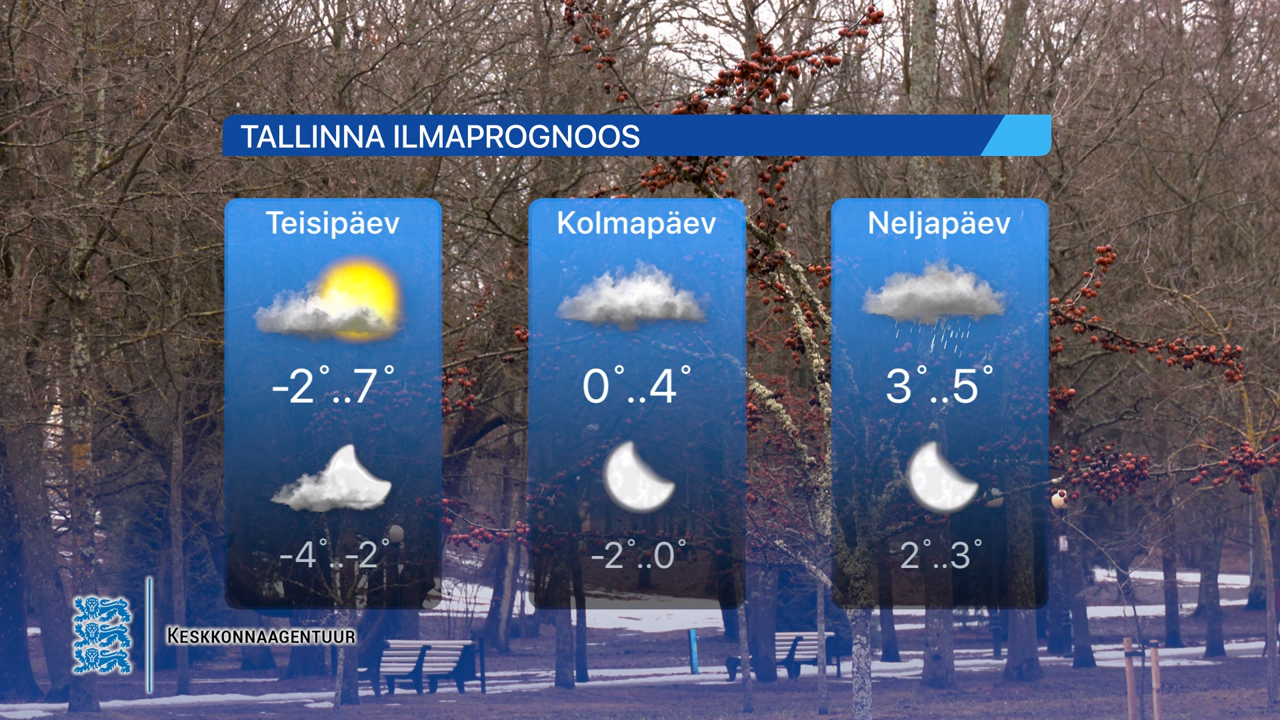 TALLINNA ILMAPROGNOOS
Teisipäev
-2°..7°
-4°..-2°
Kolmapäev
0°..4°
-2°..0°
Neljapäev
3°..5°
2°..3°
KESKKONNAAGENTUUR